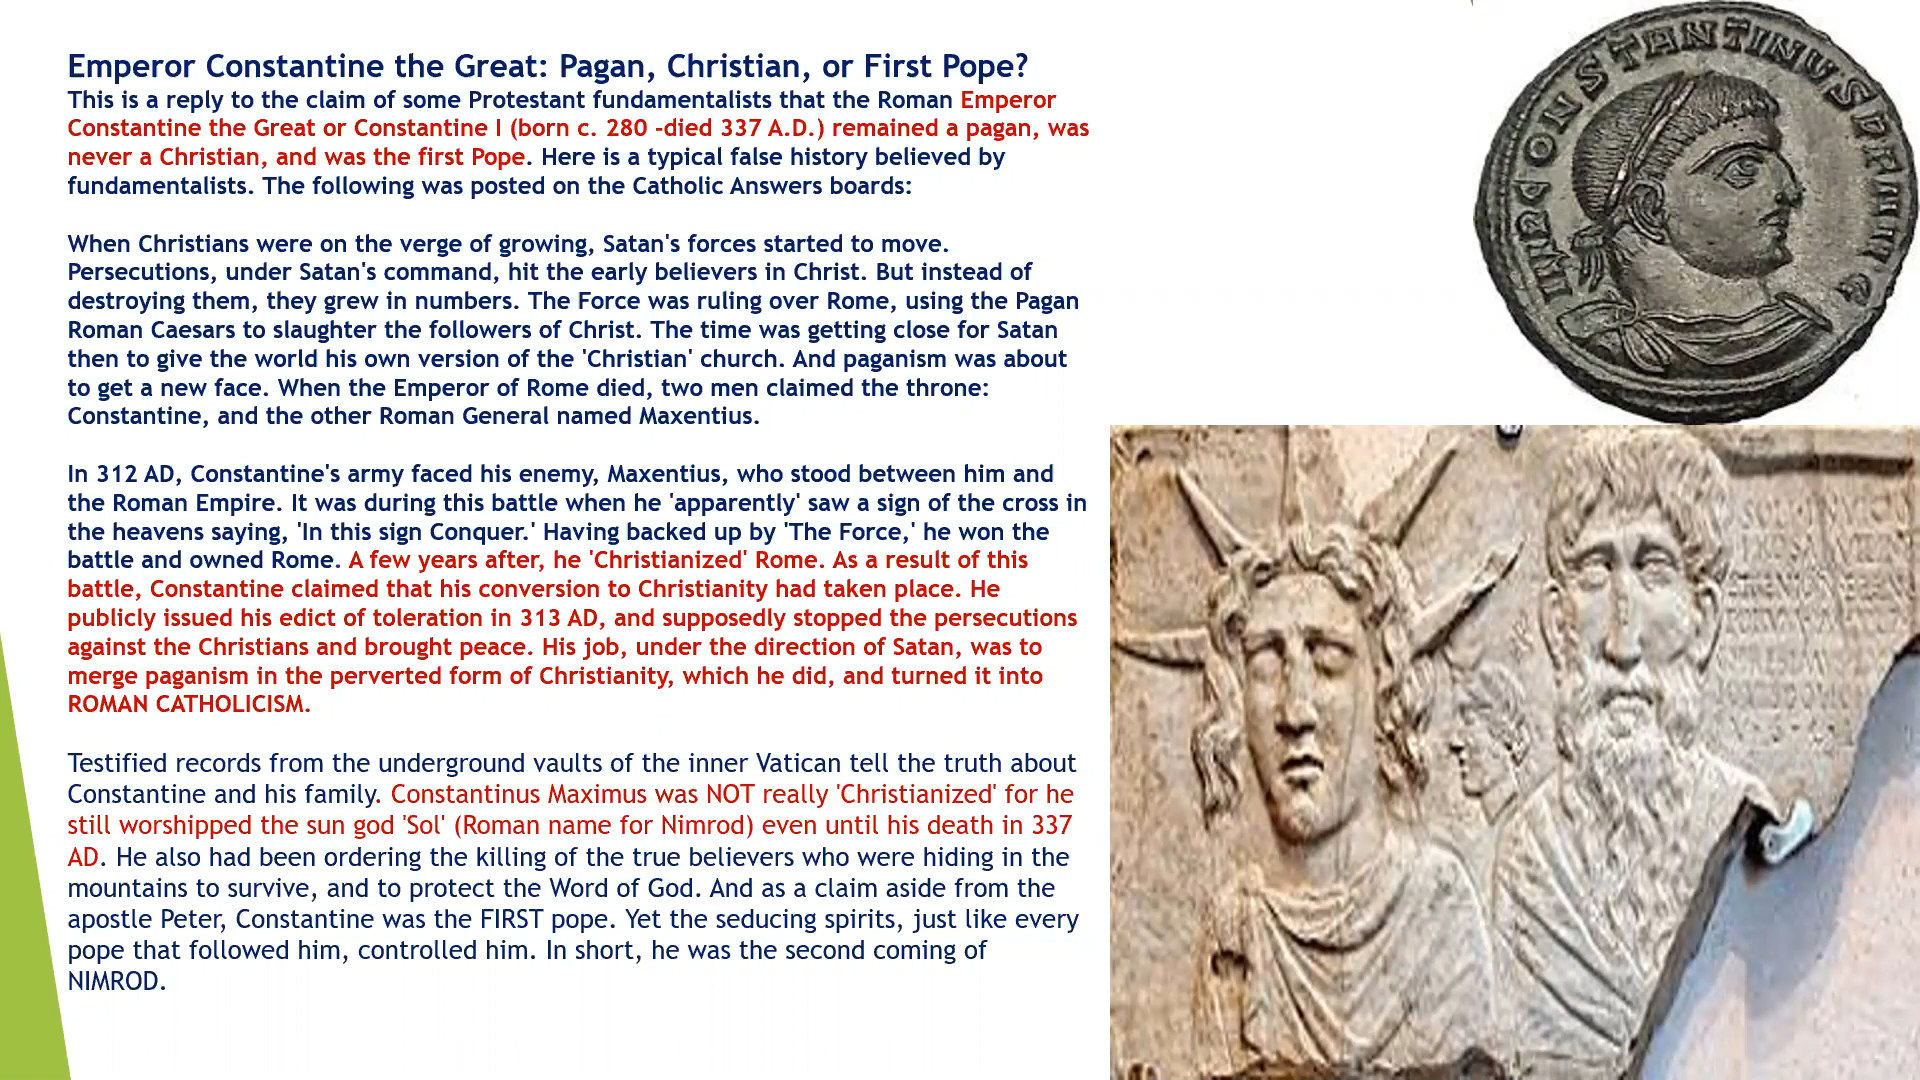 Emperor Constantine the Great: Pagan, Christian, or First Pope?
This is a reply to the claim of some Protestant fundamentalists that the Roman Emperor
Constantine the Great or Constantine I (born c. 280 -died 337 A.D.) remained a pagan, was
never a Christian, and was the first Pope. Here is a typical false history believed by
fundamentalists. The following was posted on the Catholic Answers boards:
When Christians were on the verge of growing, Satan's forces started to move.
Persecutions, under Satan's command, hit the early believers in Christ. But instead of
destroying them, they grew in numbers. The Force was ruling over Rome, using the Pagan
Roman Caesars to slaughter the followers of Christ. The time was getting close for Satan
then to give the world his own version of the 'Christian' church. And paganism was about
to get a new face. When the Emperor of Rome died, two men claimed the throne:
Constantine, and the other Roman General named Maxentius.
In 312 AD, Constantine's army faced his enemy, Maxentius, who stood between him and
the Roman Empire. It was during this battle when he 'apparently' saw a sign of the cross in
the heavens saying, 'In this sign Conquer.' Having backed up by 'The Force,' he won the
battle and owned Rome. A few years after, he 'Christianized' Rome. As a result of this
battle, Constantine claimed that his conversion to Christianity had taken place. He
publicly issued his edict of toleration in 313 AD, and supposedly stopped the persecutions
against the Christians and brought peace. His job, under the direction of Satan, was to
merge paganism in the perverted form of Christianity, which he did, and turned it into
ROMAN CATHOLICISM.
Testified records from the underground vaults of the inner Vatican tell the truth about
Constantine and his family. Constantinus Maximus was NOT really 'Christianized' for he
still worshipped the sun god 'Sol' (Roman name for Nimrod) even until his death in 337
AD. He also had been ordering the killing of the true believers who were hiding in the
mountains to survive, and to protect the Word of God. And as a claim aside from the
apostle Peter, Constantine was the FIRST pope. Yet the seducing spirits, just like every
pope that followed him, controlled him. In short, he was the second coming of
NIMROD.
CONSTANTINUS